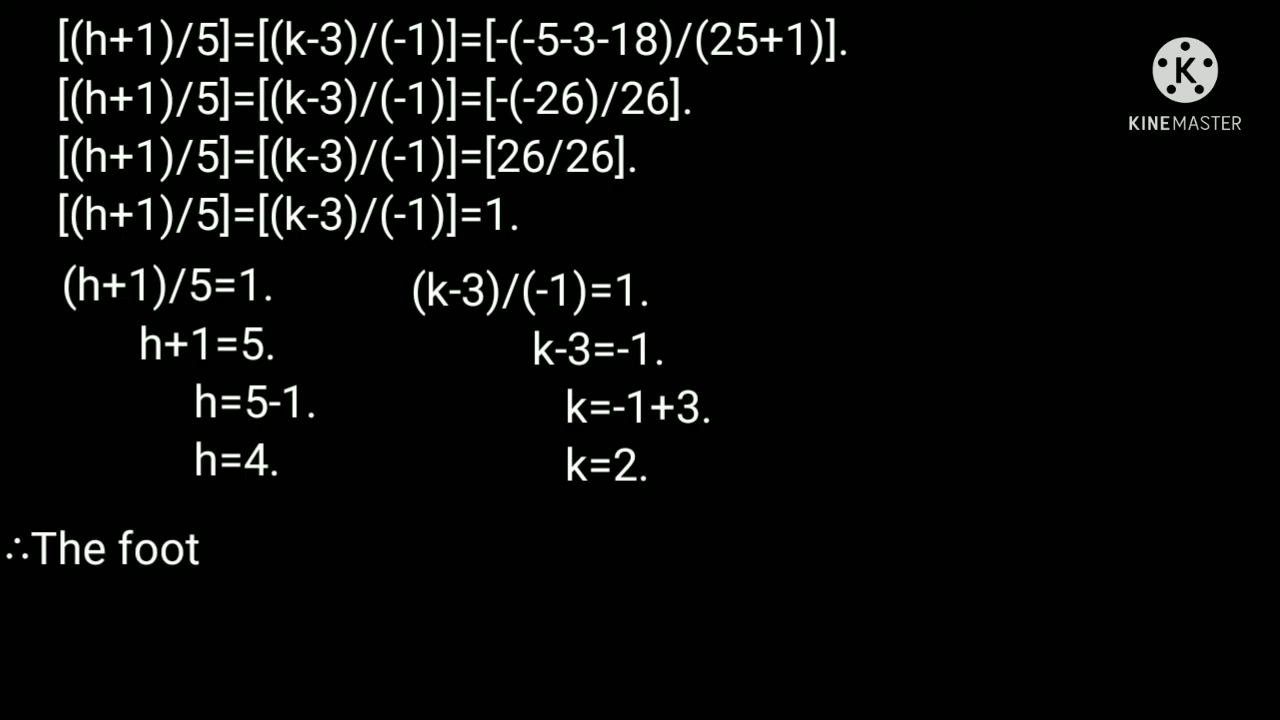 [(h+1)/5]=[(k-3)/(-1)]=[-(-5-3-18)/(25+1)].
[(h+1)/5]=[(k-3)/(-1)]=[-(-26)/26].
[(h+1)/5]=[(k-3)/(-1)]=[26/26].
[(h+1)/5]=[(k-3)/(-1)]=1.
(h+1)/5=1.
h+1=5.
h=5-1.
h=4.
(k-3)/(-1)=1.
k-3=-1.
k=-1+3.
k=2.
∴The foot
K
KINEMASTER